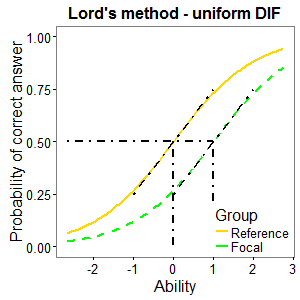 Lord's method - uniform DIF
Probability of correct answer
1.00
0.75
0.50
0.25
0.00
Group
Reference
Focal
-2
-1
0
1
2
3
Ability